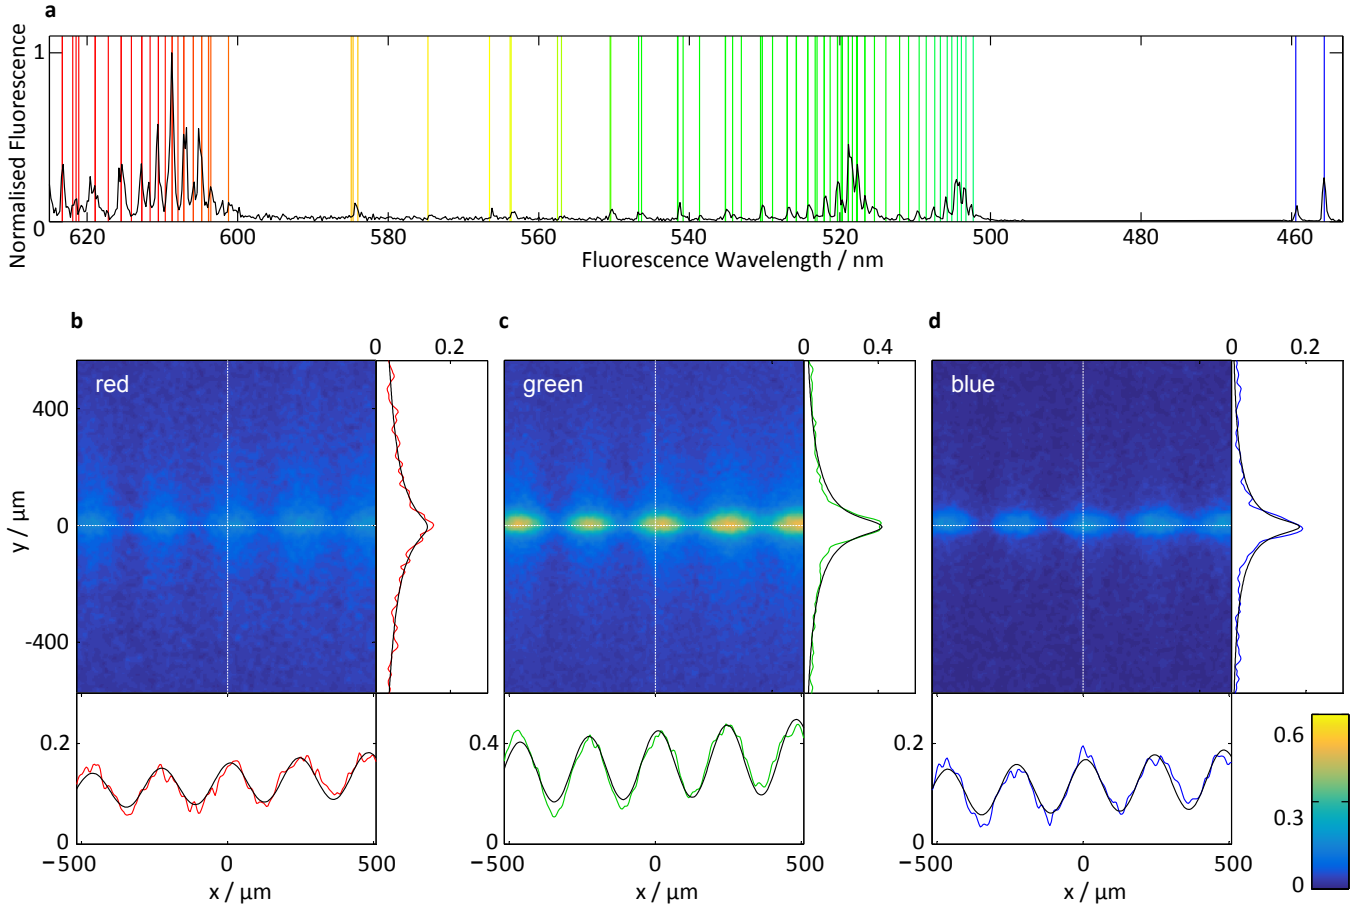 a
Normalised Fluorescence
1
0
620 600 580 560 540 520 500 480 460
Fluorescence Wavelength / nm
b c d
0 0.2 0 0.4 0 0.2
red green blue
400
0
-400
y / μm
0.2 0.4 0.2
0 0 0
0.6
0.3
0
−500 0 500 −500 0 500 −500 0 500
x / μm x / μm x / μm